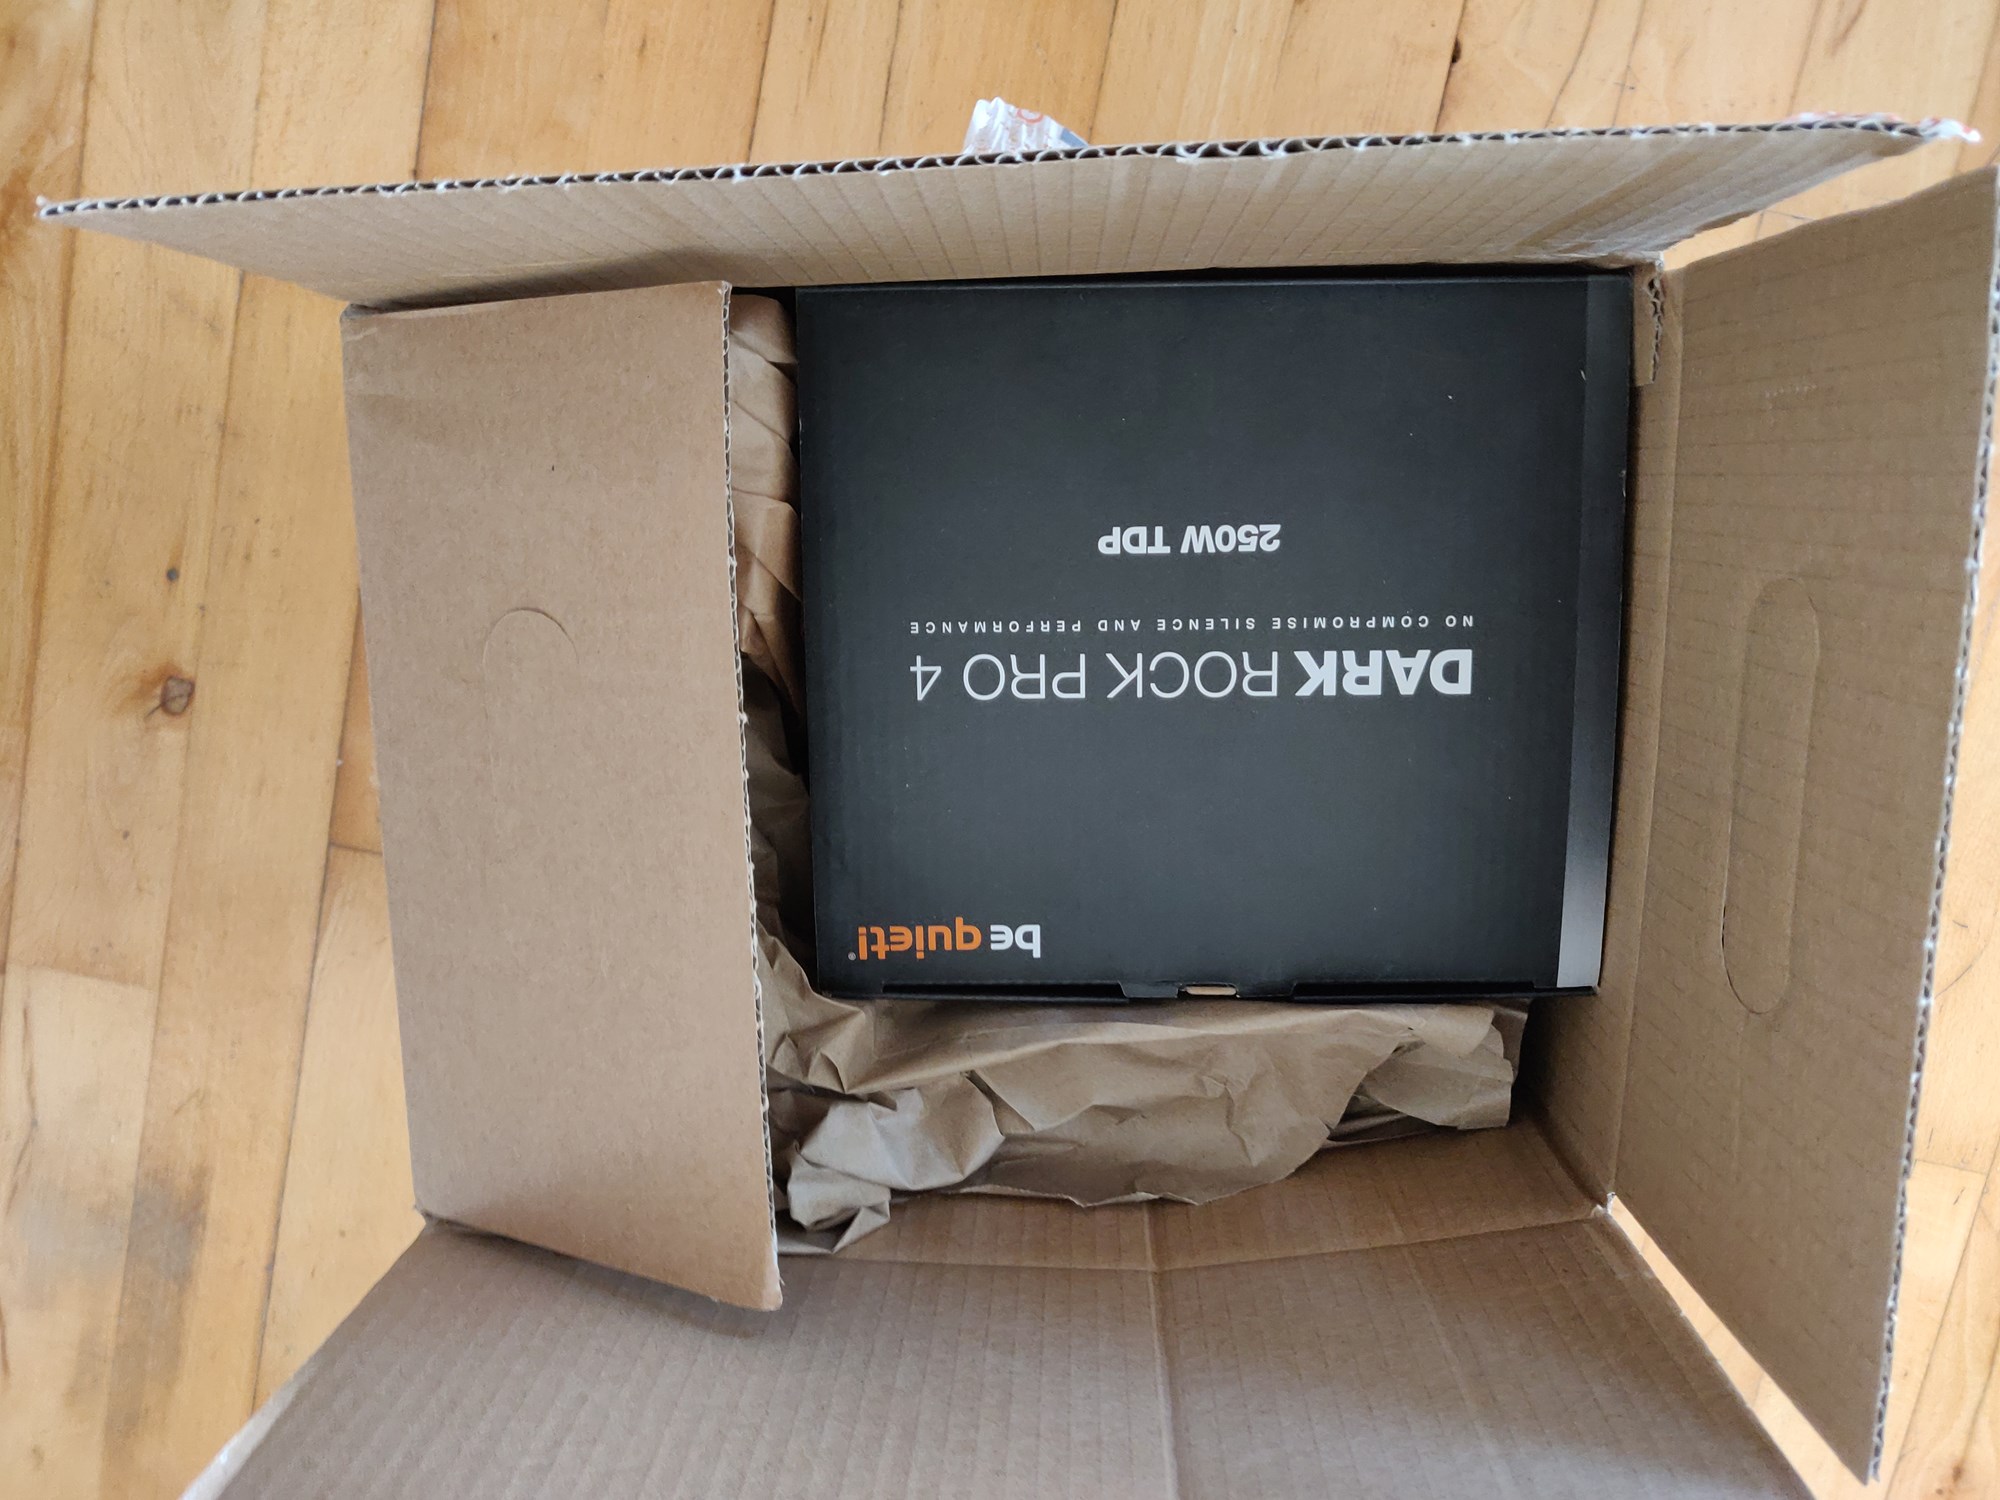 be quiet!®
DARK ROCK PRO 4
NO COMPROMISE SILENCE AND PERFORMANCE
250W TDP